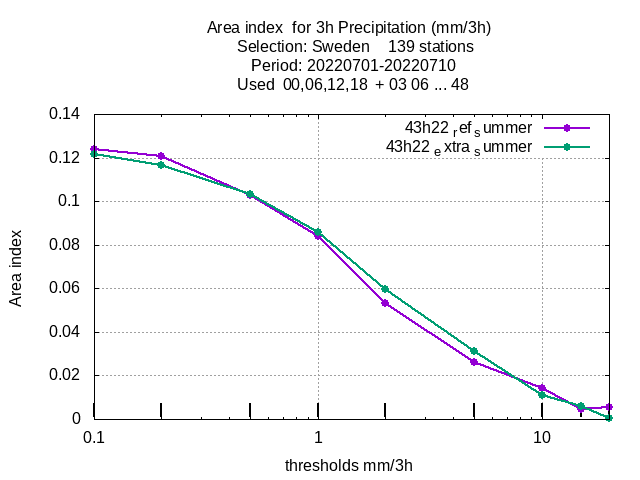 Area index  for 3h Precipitation (mm/3h)
Selection: Sweden    139 stations
Period: 20220701-20220710
Used  00,06,12,18  + 03 06 ... 48
0.14
43h22 ref summer
43h22 extra summer
0.12
0.1
0.08
0.06
0.04
0.02
0
Area index
0.1 1 10
thresholds mm/3h